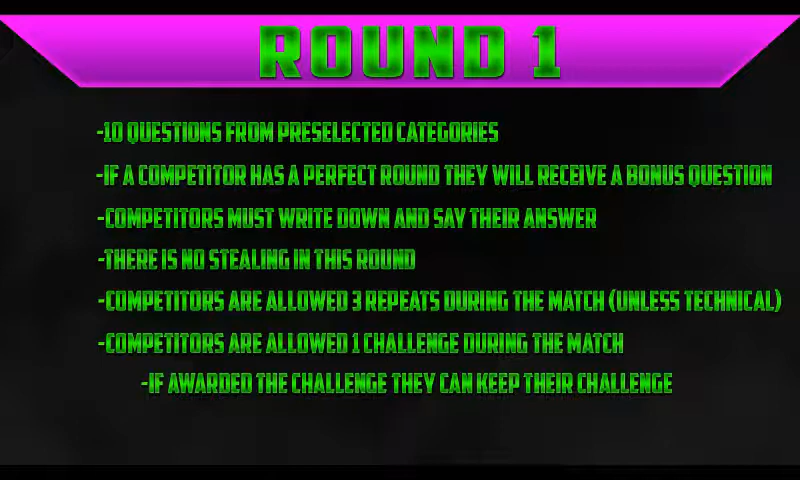 ROUND 1
-10 QUESTIONS FROM PRESELECTED CATEGORIES
-IF A COMPETITOR HAS A PERFECT ROUND THEY WILL RECEIVE A BONUS QUESTION
-COMPETITORS MUST WRITE DOWN AND SAY THEIR ANSWER
-THERE IS NO STEALING IN THIS ROUND
-COMPETITORS ARE ALLOWED 3 REPEATS DURING THE MATCH (UNLESS TECHNICAL)
-COMPETITORS ARE ALLOWED 1 CHALLENGE DURING THE MATCH
-IF AWARDED THE CHALLENGE THEY CAN KEEP THEIR CHALLENGE